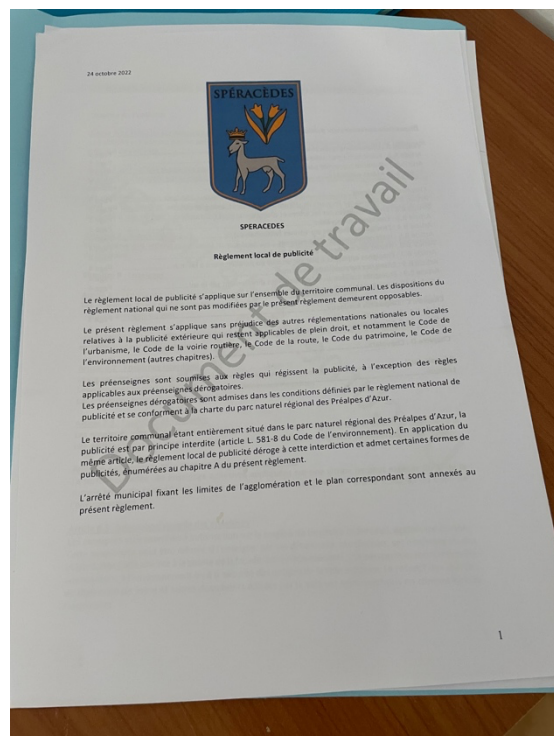 24 octobre 2022
SPÉRACÈDES
SPERACEDES
Règlement local de publicité
Document de travail
Le règlement local de publicité s'applique sur l'ensemble du territoire communal. Les dispositions du
règlement national qui ne sont pas modifiées par le présent règlement demeurent opposables.
Le présent règlement s'applique sans préjudice des autres réglementations nationales ou locales
relatives à la publicité extérieure qui restent applicables de plein droit, et notamment le Code de
l'urbanisme, le Code de la voirie routière, le Code de la route, le Code du patrimoine, le Code de
l'environnement (autres chapitres).
Les préenseignes sont soumises aux règles qui régissent la publicité, à l'exception des règles
applicables aux préenseignes dérogatoires.
Les préenseignes dérogatoires sont admises dans les conditions définies par le règlement national de
publicité et se conforment à la charte du parc naturel régional des Préalpes d'Azur.
Le territoire communal étant entièrement situé dans le parc naturel régional des Préalpes d'Azur, la
publicité est par principe interdite (article L. 581-8 du Code de l'environnement). En application du
même article, le règlement local de publicité déroge à cette interdiction et admet certaines formes de
publicités, énumérées au chapitre A du présent règlement.
L'arrêté municipal fixant les limites de l'agglomération et le plan correspondant sont annexés au
présent règlement.
1